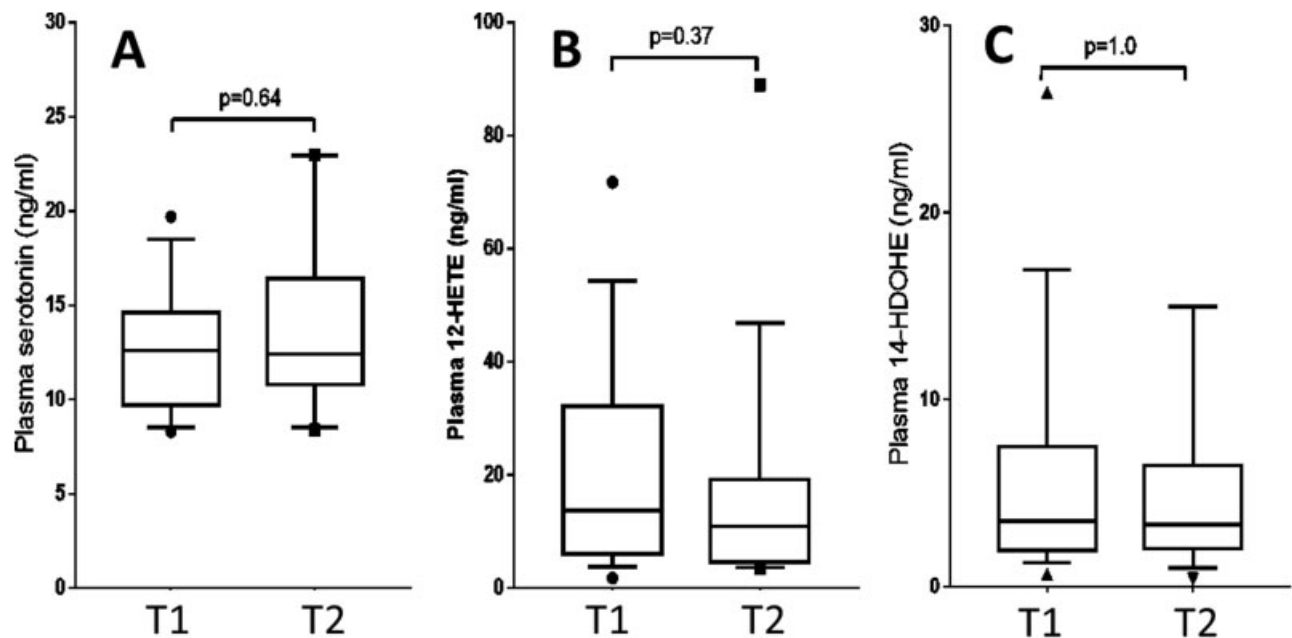 A
Plasma serotonin (ng/ml)
30
25
20
15
10
5
0
p=0.64
T1 T2
B
Plasma 12-HETE (ng/ml)
100
80
60
40
20
0
p=0.37
T1 T2
C
Plasma 14-HDOHE (ng/ml)
30
20
10
0
p=1.0
T1 T2